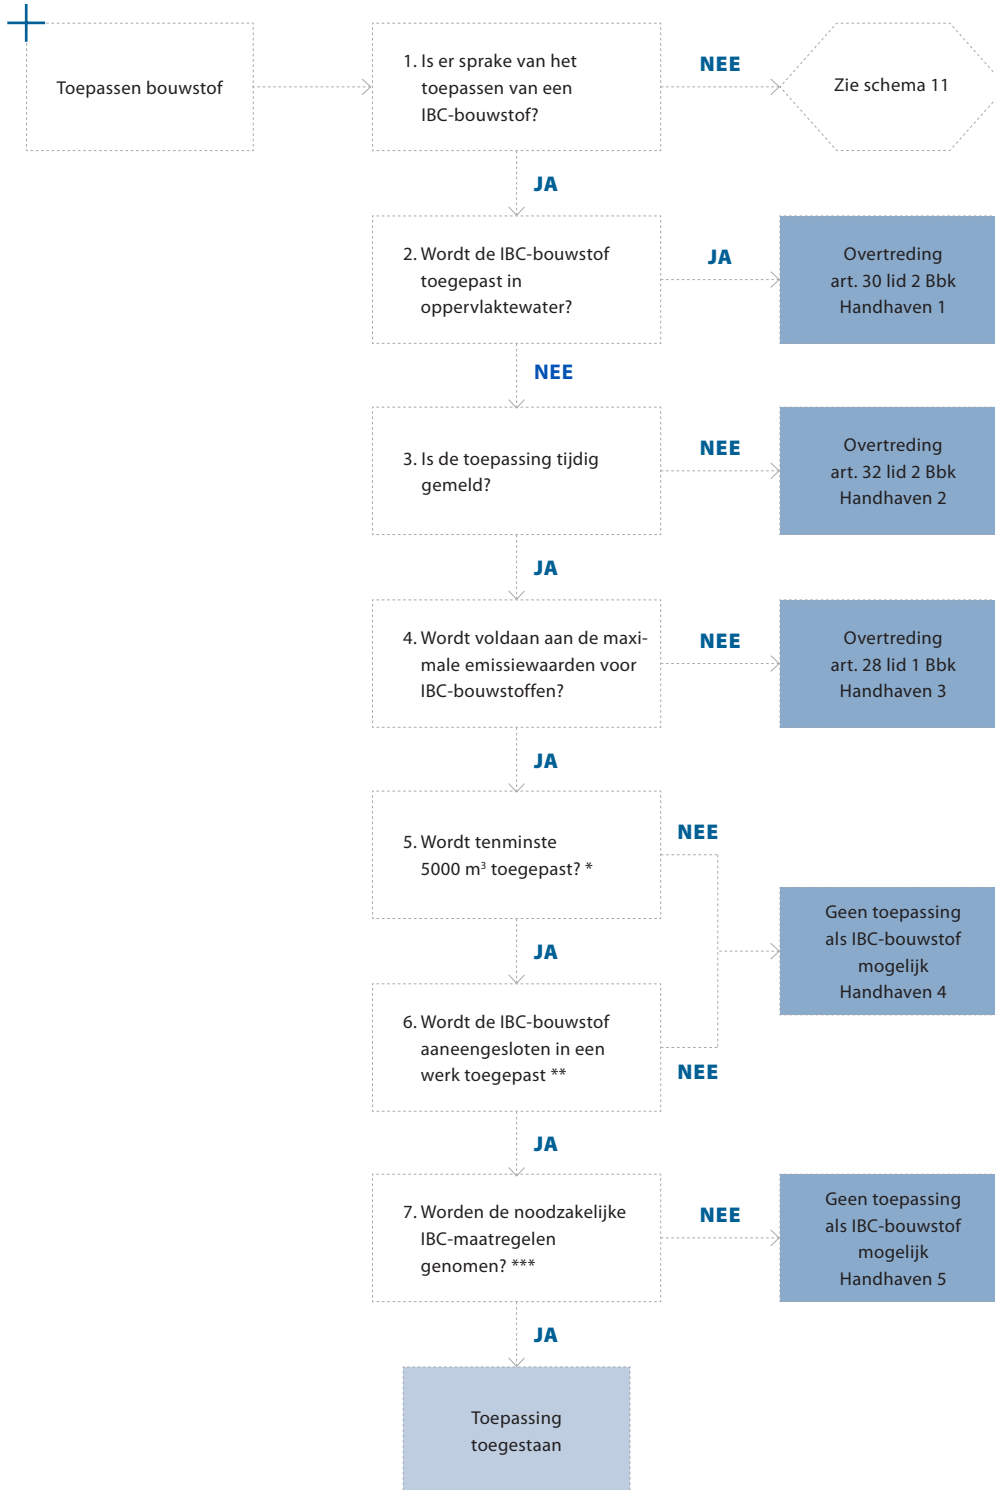 Toepassen bouwstof
1. Is er sprake van het
toepassen van een
IBC-bouwstof?
NEE
Zie schema 11
JA
2. Wordt de IBC-bouwstof
toegepast in
oppervlaktewater?
JA
Overtreding
art. 30 lid 2 Bbk
Handhaven 1
NEE
3. Is de toepassing tijdig
gemeld?
NEE
Overtreding
art. 32 lid 2 Bbk
Handhaven 2
JA
4. Wordt voldaan aan de maxi-
male emissiewaarden voor
IBC-bouwstoffen?
NEE
Overtreding
art. 28 lid 1 Bbk
Handhaven 3
JA
5. Wordt tenminste
5000 m³ toegepast? *
NEE
Geen toepassing
als IBC-bouwstof
mogelijk
Handhaven 4
JA
6. Wordt de IBC-bouwstof
aaneengesloten in een
werk toegepast **
NEE
JA
7. Worden de noodzakelijke
IBC-maatregelen
genomen? ***
NEE
Geen toepassing
als IBC-bouwstof
mogelijk
Handhaven 5
JA
Toepassing
toegestaan